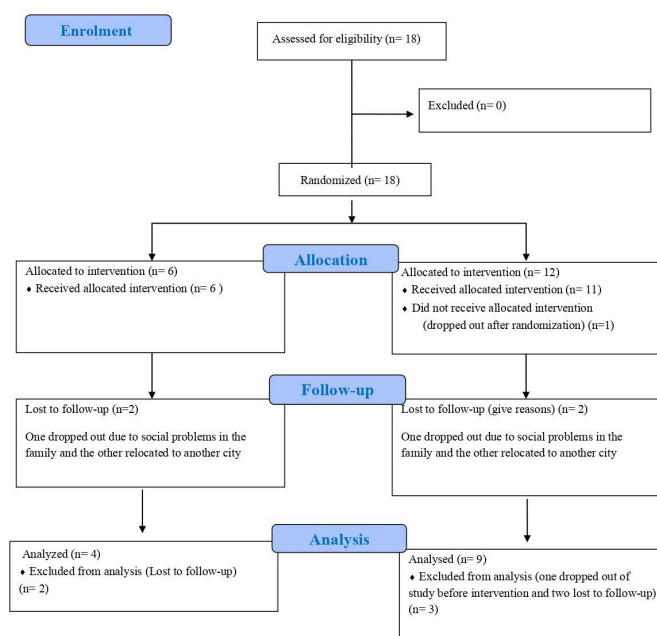 Enrolment
Assessed for eligibility (n= 18)
Excluded (n= 0)
Randomized (n= 18)
Allocation
Allocated to intervention (n= 6)
♦ Received allocated intervention (n= 6 )
Allocated to intervention (n= 12)
♦ Received allocated intervention (n= 11)
♦ Did not receive allocated intervention
(dropped out after randomization) (n=1)
Follow-up
Lost to follow-up (n=2)
One dropped out due to social problems in the
family and the other relocated to another city
Lost to follow-up (give reasons) (n= 2)
One dropped out due to social problems in the
family and the other relocated to another city
Analysis
Analyzed (n= 4)
♦ Excluded from analysis (Lost to follow-up)
(n= 2)
Analysed (n= 9)
♦ Excluded from analysis (one dropped out of
study before intervention and two lost to follow-up)
(n= 3)